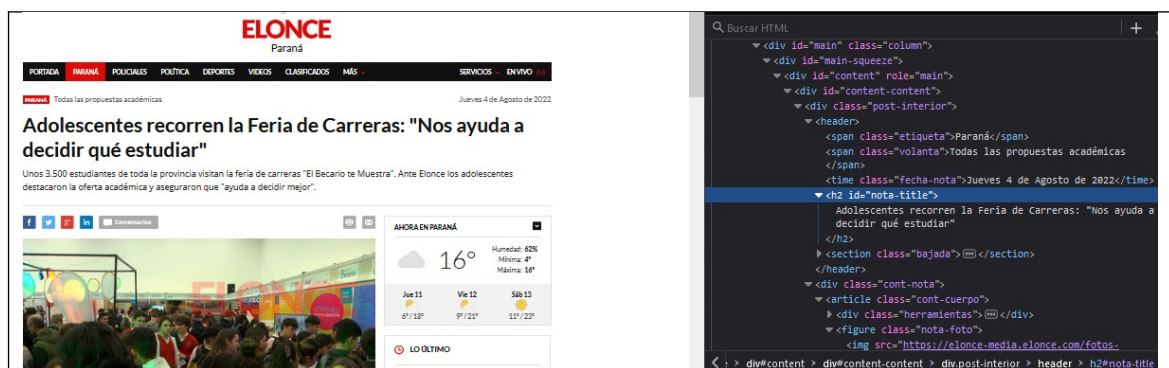 ELONCE
Paraná
PORTADA PARANÁ POLICIALES POLÍTICA DEPORTES VIDEOS CLASIFICADOS MÁS SERVICIOS ENVIVO
PARANÁ Todas las propuestas académicas Jueves 4 de Agosto de 2022
Adolescentes recorren la Feria de Carreras: "Nos ayuda a
decidir qué estudiar"
Unos 3.500 estudiantes de toda la provincia visitan la feria de carreras "El Becario te Muestra". Ante Elonce los adolescentes
destacaron la oferta académica y aseguraron que "ayuda a decidir mejor".
Comentarios
ELONCE
AHORA EN PARANÁ
16°
Humedad: 62%
Mínima: 4°
Máxima: 16°
Jue 11 Vie 12 Sáb 13
6°/18° 9°/21° 11°/23°
LO ÚLTIMO
Buscar HTML
<div id="main" class="column">
<div id="main-squeeze">
<div id="content" role="main">
<div id="content-content">
<div class="post-interior">
<header>
<span class="etiqueta">Paraná</span>
<span class="volanta">Todas las propuestas académicas
</span>
<time class="fecha-nota">Jueves 4 de Agosto de 2022</time>
<h2 id="nota-title">
Adolescentes recorren la Feria de Carreras: "Nos ayuda a
decidir qué estudiar"
</h2>
<section class="bajada"></section>
</header>
<div class="cont-nota">
<article class="cont-cuerpo">
<div class="herramientas"></div>
<figure class="nota-foto">
<img src="https://elonce-media.elonce.com/fotos-
div#content > div#content-content > div.post-interior > header > h2#nota-title